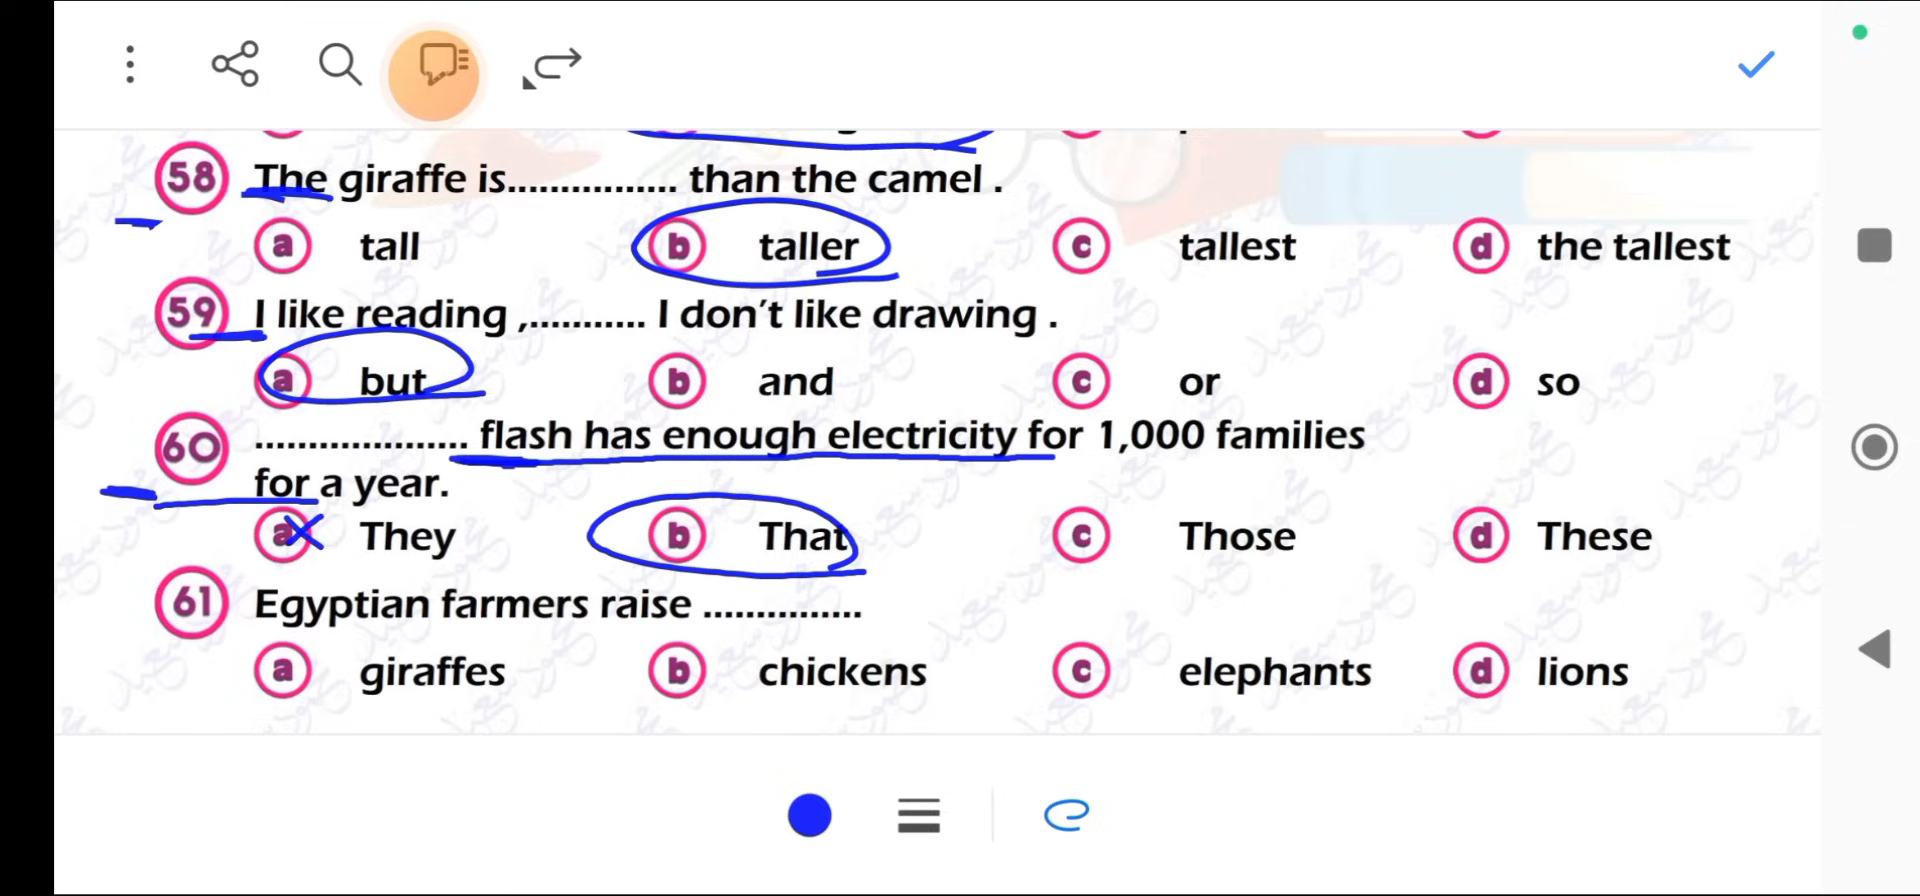 58 The giraffe is................ than the camel .
a tall b taller c tallest d the tallest
59 I like reading ,........... I don't like drawing .
a but b and c or d so
60 .................... flash has enough electricity for 1,000 families
for a year.
a They b That c Those d These
61 Egyptian farmers raise ...............
a giraffes b chickens c elephants d lions